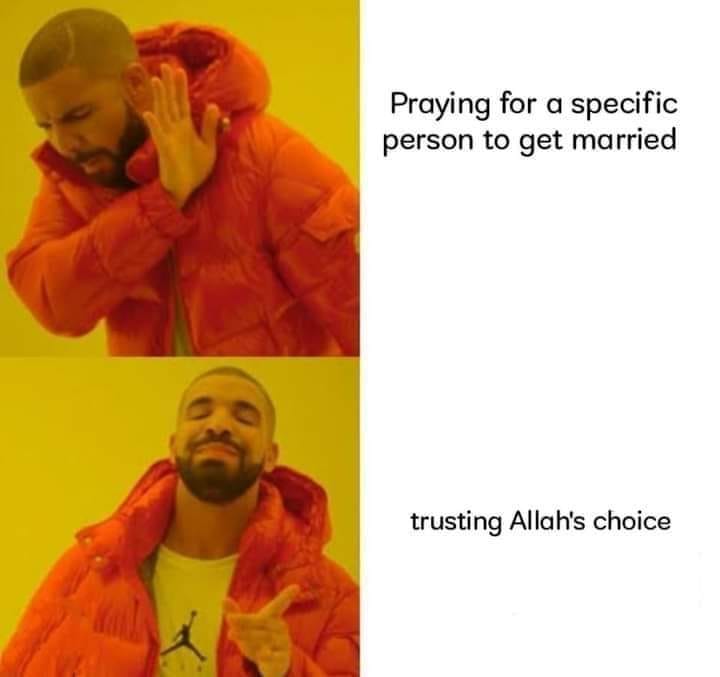 Praying for a specific
person to get married
trusting Allah's choice